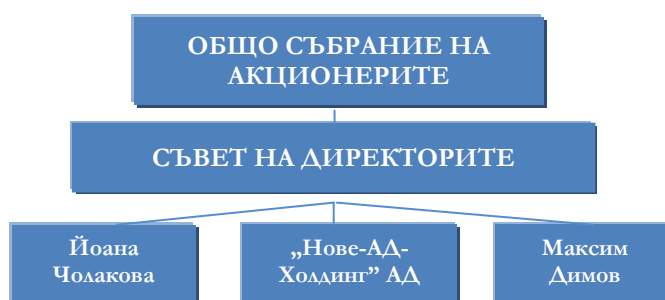 ОБЩО СЪБРАНИЕ НА
АКЦИОНЕРИТЕ
СЪВЕТ НА ДИРЕКТОРИТЕ
Йоана
Чолакова
„Нове-АД-
Холдинг” АД
Максим
Димов